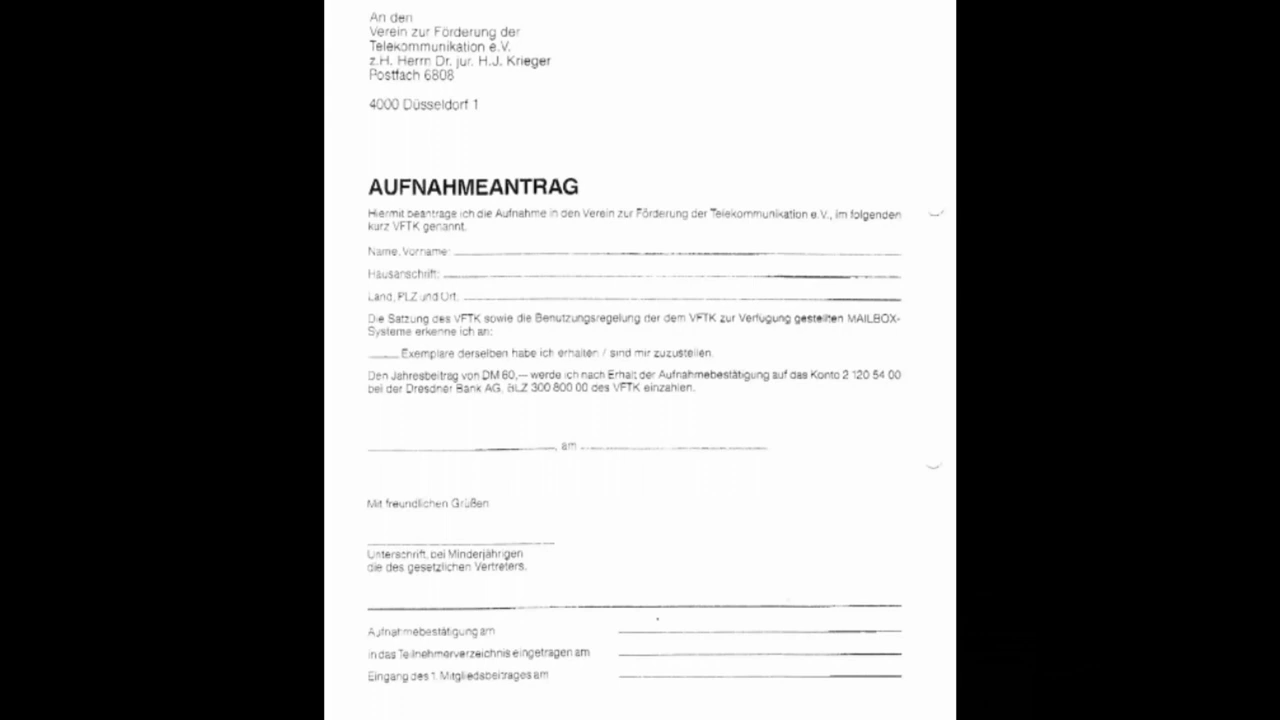 An den
Verein zur Förderung der
Telekommunikation e.V.
z.H. Herrn Dr. jur. H.J. Krieger
Postfach 6808
4000 Düsseldorf 1
AUFNAHMEANTRAG
Hiermit beantrage ich die Aufnahme in den Verein zur Förderung der Telekommunikation e.V., im folgenden
kurz VFTK genannt.
Name, Vorname:
Hausanschrift:
Land, PLZ und Ort:
Die Satzung des VFTK sowie die Benutzungsregelung der dem VFTK zur Verfügung gestellten MAILBOX-
Systeme erkenne ich an:
____ Exemplare derselben habe ich erhalten / sind mir zuzustellen.
Den Jahresbeitrag von DM 60,— werde ich nach Erhalt der Aufnahmebestätigung auf das Konto 2 120 54 00
bei der Dresdner Bank AG, BLZ 300 800 00 des VFTK einzahlen.
, am
Mit freundlichen Grüßen
Unterschrift, bei Minderjährigen
die des gesetzlichen Vertreters.
Aufnahmebestätigung am
in das Teilnehmerverzeichnis eingetragen am
Eingang des 1. Mitgliedsbeitrages am